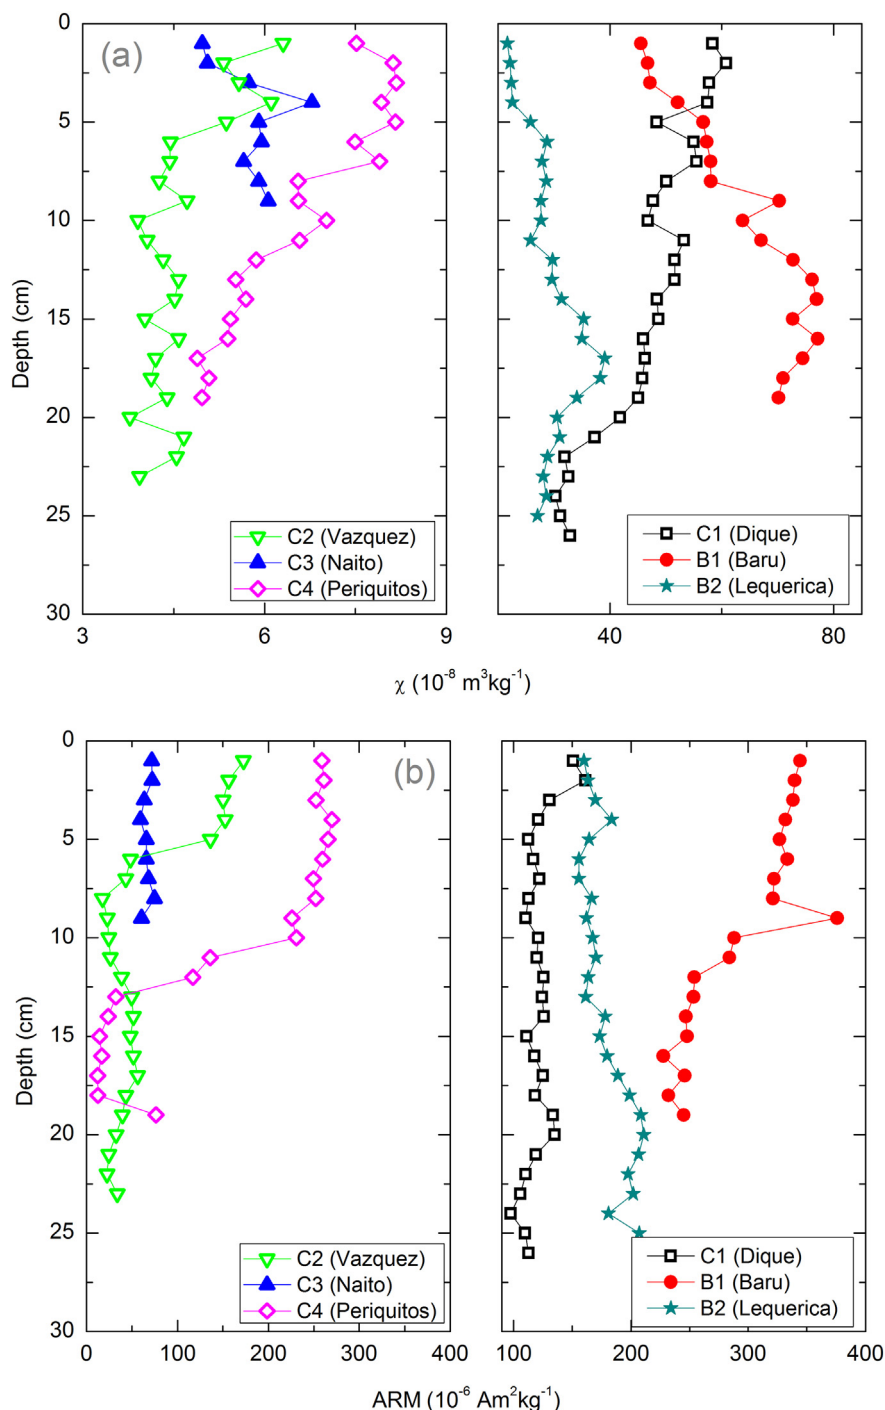 (a)
0
5
10
15
20
25
30
Depth (cm)
C2 (Vazquez)
C3 (Naito)
C4 (Periquitos)
3 6 9
C1 (Dique)
B1 (Baru)
B2 (Lequerica)
40 80
χ (10⁻⁸ m³kg⁻¹)
(b)
0
5
10
15
20
25
30
Depth (cm)
C2 (Vazquez)
C3 (Naito)
C4 (Periquitos)
0 100 200 300 400
C1 (Dique)
B1 (Baru)
B2 (Lequerica)
100 200 300 400
ARM (10⁻⁶ Am²kg⁻¹)